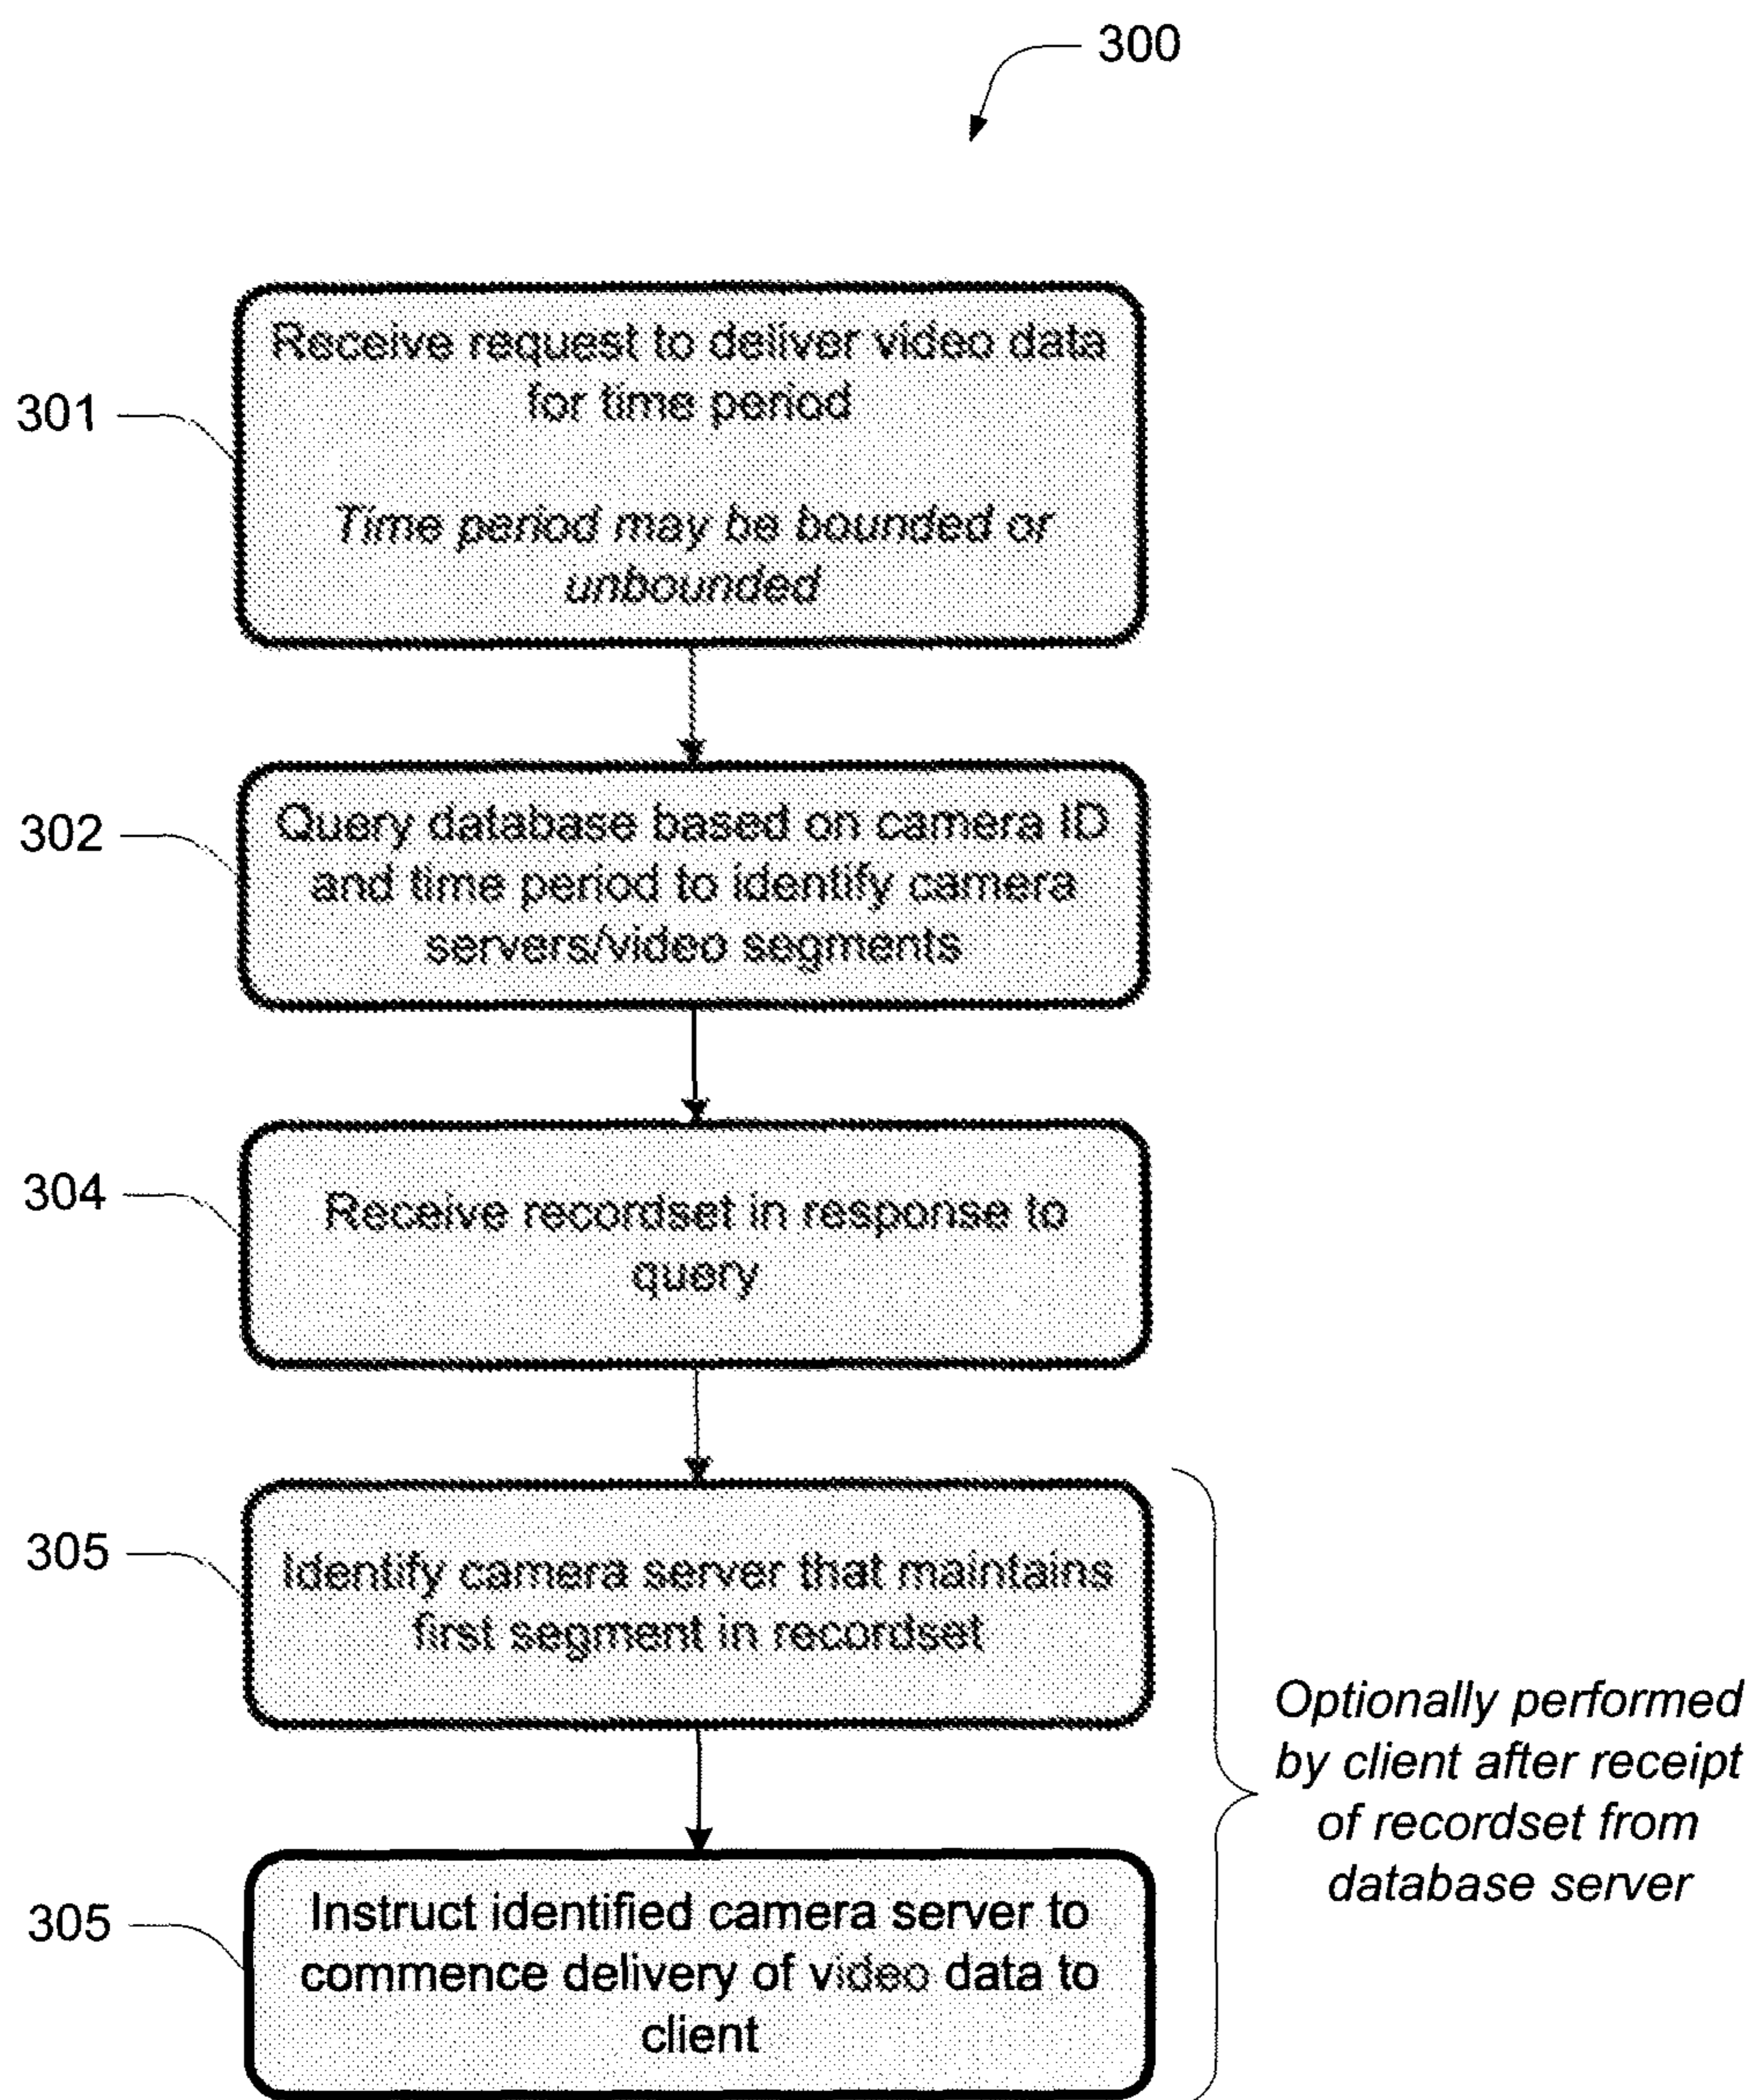 300
301
Receive request to deliver video data
for time period
Time period may be bounded or
unbounded
302
Query database based on camera ID
and time period to identify camera
servers/video segments
304
Receive recordset in response to
query
305
Identify camera server that maintains
first segment in recordset
Optionally performed
by client after receipt
of recordset from
database server
305
Instruct identified camera server to
commence delivery of video data to
client